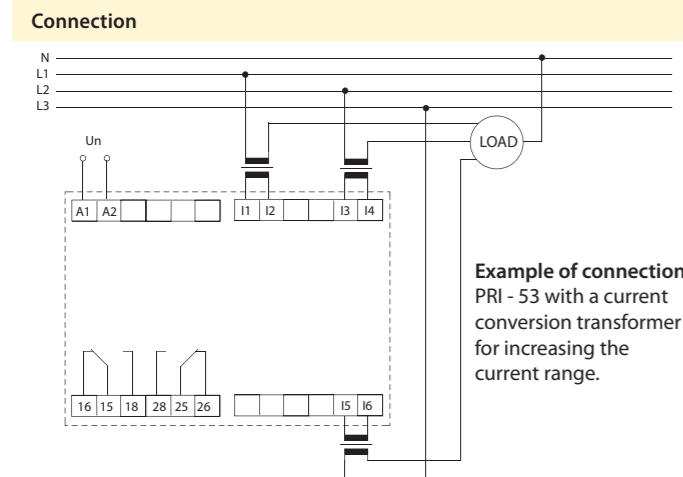 Connection
N
L1
L2
L3
Un
LOAD
A1 A2 I1 I2 I3 I4
Example of connection
PRI - 53 with a current
conversion transformer
for increasing the
current range.
16 15 18 28 25 26 I5 I6